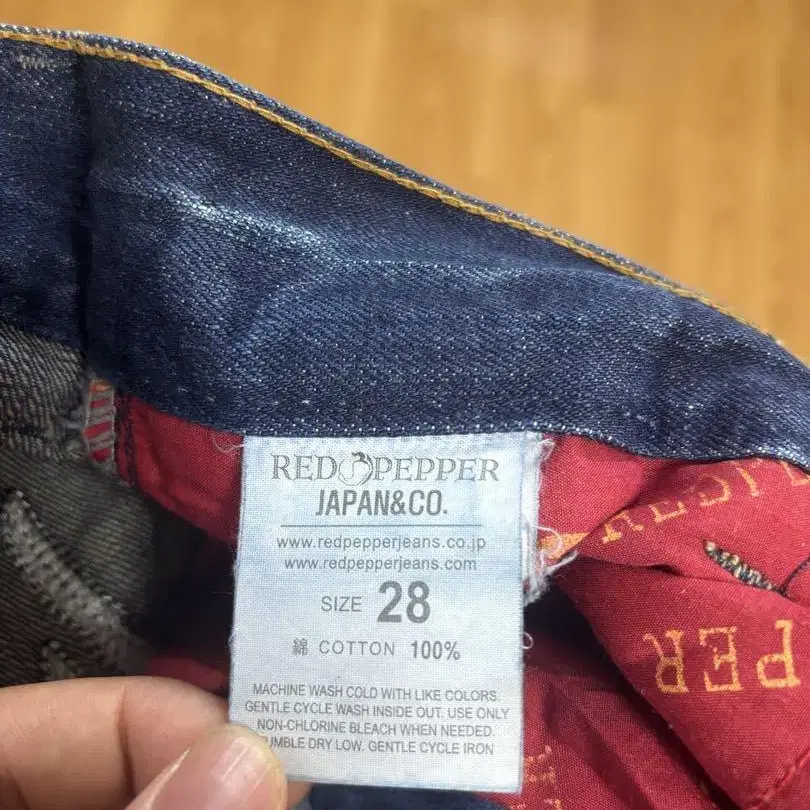 RED PEPPER
JAPAN&CO.
www.redpepperjeans.co.jp
www.redpepperjeans.com
SIZE 28
綿 COTTON 100%
MACHINE WASH COLD WITH LIKE COLORS.
GENTLE CYCLE WASH INSIDE OUT. USE ONLY
NON-CHLORINE BLEACH WHEN NEEDED.
UMBLE DRY LOW. GENTLE CYCLE IRON
PER